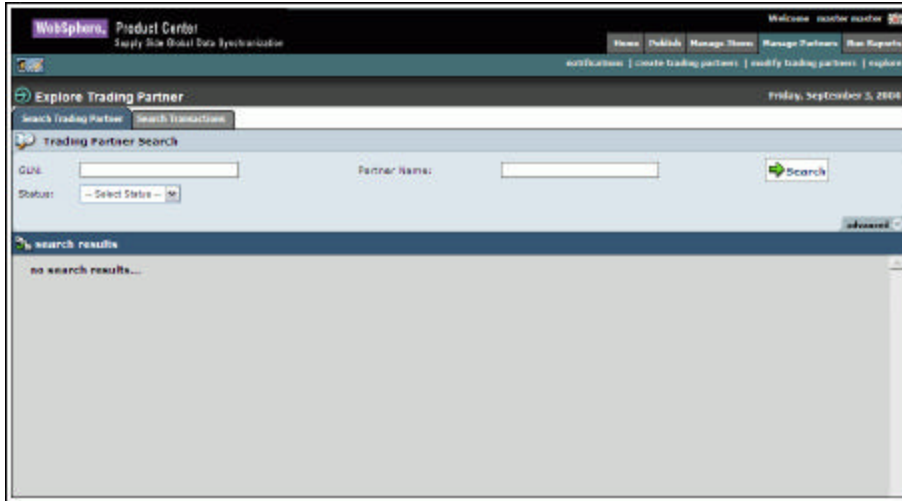 WebSphere. Product Center
Supply Side Global Data Synchronization
Welcome master master
Home Publish Manage Items Manage Partners Run Reports
notifications | create trading partners | modify trading partners | explore
Explore Trading Partner
Friday, September 3, 2004
Search Trading Partner Search Transactions
Trading Partner Search
GLN:
Partner Name:
Search
Status: -- Select Status --
advanced
search results
no search results...